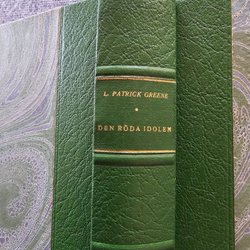 L. PATRICK GREENE
DEN RÖDA IDOLEN